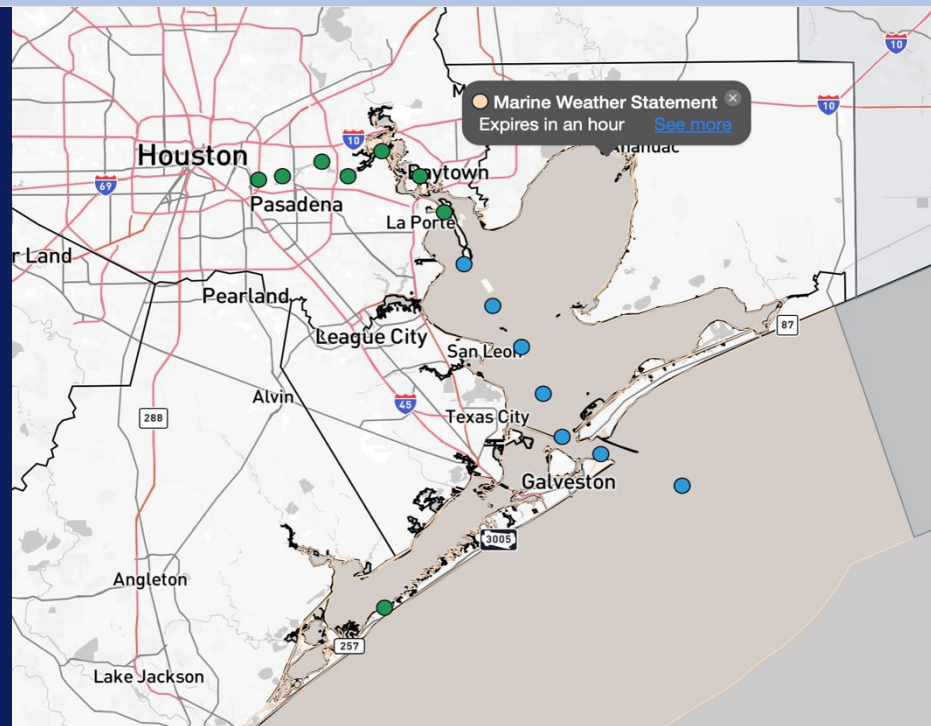 10
M
Marine Weather Statement
Expires in an hour See more
10
10
Anahuac
Houston
Baytown
69
Pasadena
La Porte
r Land
Pearland
League City
87
San Leon
Alvin
45
288
Texas City
Galveston
3005
Angleton
257
Lake Jackson